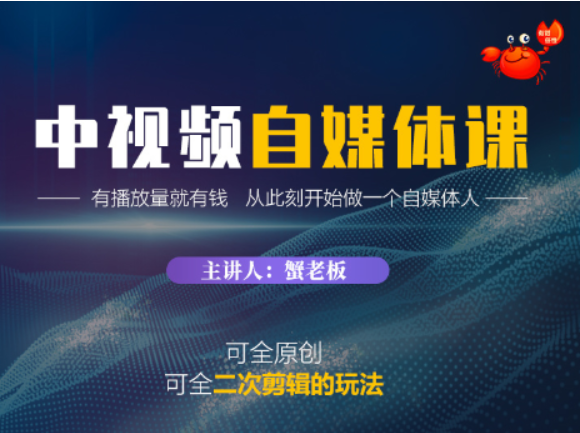 中视频自媒体课
有播放量就有钱 从此刻开始做一个自媒体人
主讲人：蟹老板
可全原创
可全二次剪辑的玩法